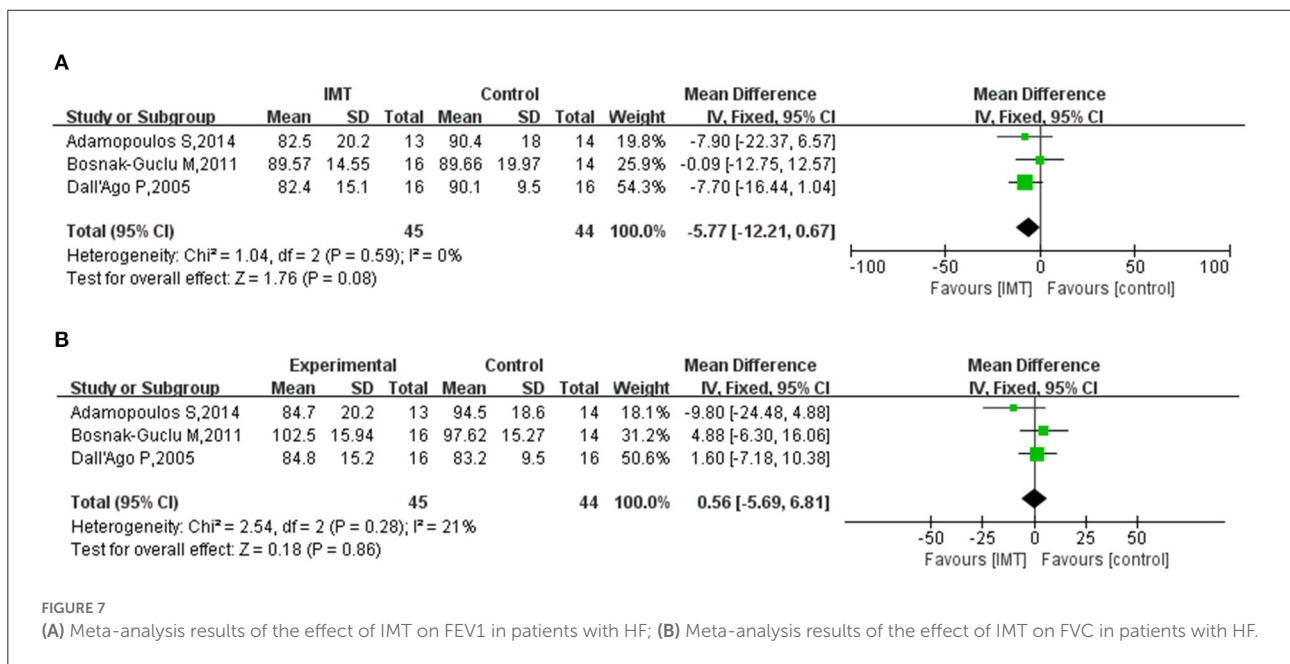 A
IMT Control Mean Difference Mean Difference
Study or Subgroup Mean SD Total Mean SD Total Weight IV, Fixed, 95% CI IV, Fixed, 95% CI
Adamopoulos S,2014 82.5 20.2 13 90.4 18 14 19.8% -7.90 [-22.37, 6.57]
Bosnak-Guclu M,2011 89.57 14.55 16 89.66 19.97 14 25.9% -0.09 [-12.75, 12.57]
Dall'Ago P,2005 82.4 15.1 16 90.1 9.5 16 54.3% -7.70 [-16.44, 1.04]
Total (95% CI) 45 44 100.0% -5.77 [-12.21, 0.67]
Heterogeneity: Chi² = 1.04, df = 2 (P = 0.59); I² = 0%
Test for overall effect: Z = 1.76 (P = 0.08)
-100 -50 0 50 100
Favours [IMT] Favours [control]
B
Experimental Control Mean Difference Mean Difference
Study or Subgroup Mean SD Total Mean SD Total Weight IV, Fixed, 95% CI IV, Fixed, 95% CI
Adamopoulos S,2014 84.7 20.2 13 94.5 18.6 14 18.1% -9.80 [-24.48, 4.88]
Bosnak-Guclu M,2011 102.5 15.94 16 97.62 15.27 14 31.2% 4.88 [-6.30, 16.06]
Dall'Ago P,2005 84.8 15.2 16 83.2 9.5 16 50.6% 1.60 [-7.18, 10.38]
Total (95% CI) 45 44 100.0% 0.56 [-5.69, 6.81]
Heterogeneity: Chi² = 2.54, df = 2 (P = 0.28); I² = 21%
Test for overall effect: Z = 0.18 (P = 0.86)
-50 -25 0 25 50
Favours [IMT] Favours [control]
FIGURE 7
(A) Meta-analysis results of the effect of IMT on FEV1 in patients with HF; (B) Meta-analysis results of the effect of IMT on FVC in patients with HF.